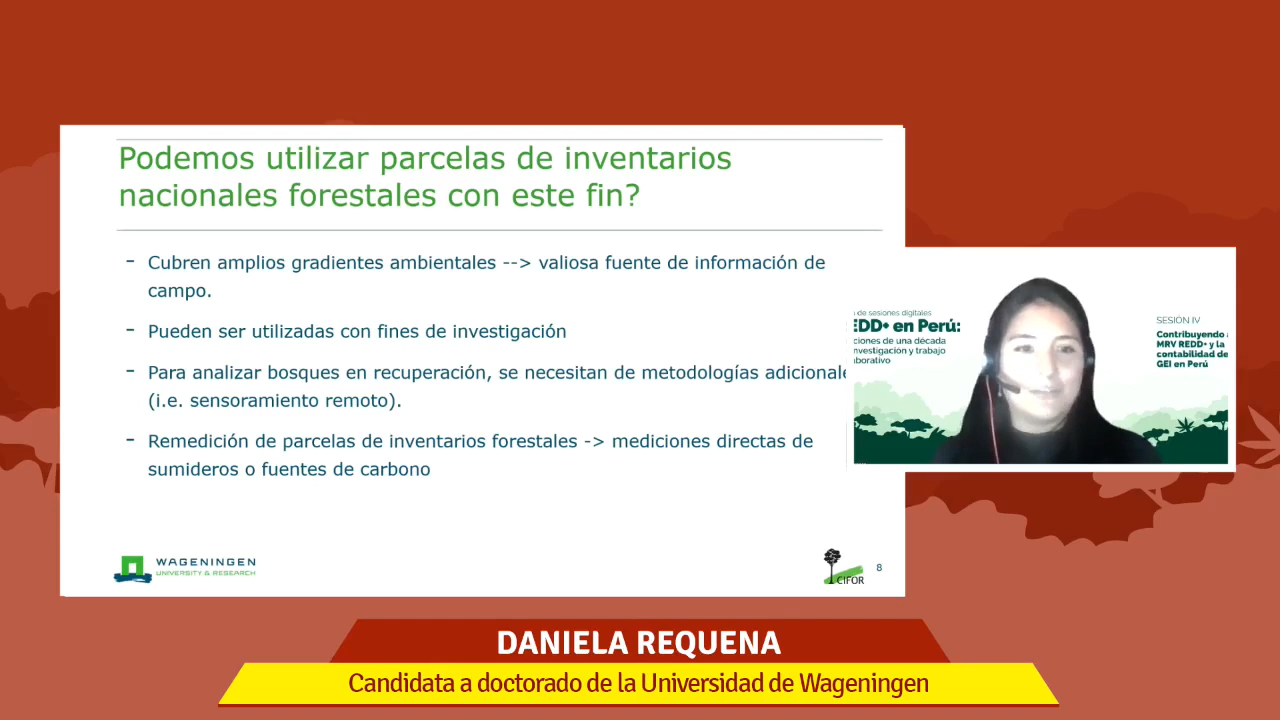 Podemos utilizar parcelas de inventarios
nacionales forestales con este fin?
- Cubren amplios gradientes ambientales --> valiosa fuente de información de
campo.
- Pueden ser utilizadas con fines de investigación
- Para analizar bosques en recuperación, se necesitan de metodologías adicionale
(i.e. sensoramiento remoto).
- Remedición de parcelas de inventarios forestales -> mediciones directas de
sumideros o fuentes de carbono
WAGENINGEN
UNIVERSITY & RESEARCH
CIFOR
8
a de sesiones digitales
EDD+ en Perú:
ciones de una década
nvestigación y trabajo
aborativo
SESIÓN IV
Contribuyendo a
MRV REDD+ y la
contabilidad de
GEI en Perú
DANIELA REQUENA
Candidata a doctorado de la Universidad de Wageningen